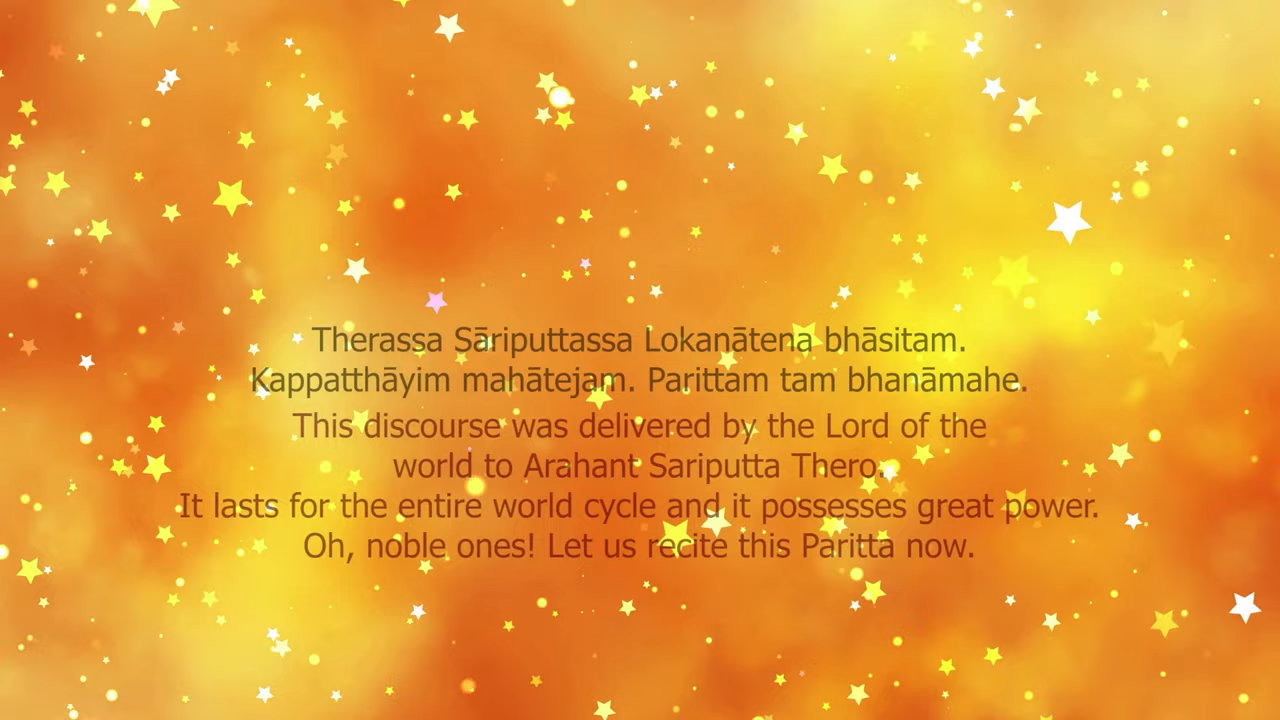 Therassa Sāriputtassa Lokanātena bhāsitam.
Kappatthāyim mahātejam. Parittam tam bhanāmahe.
This discourse was delivered by the Lord of the
world to Arahant Sariputta Thero.
It lasts for the entire world cycle and it possesses great power.
Oh, noble ones! Let us recite this Paritta now.